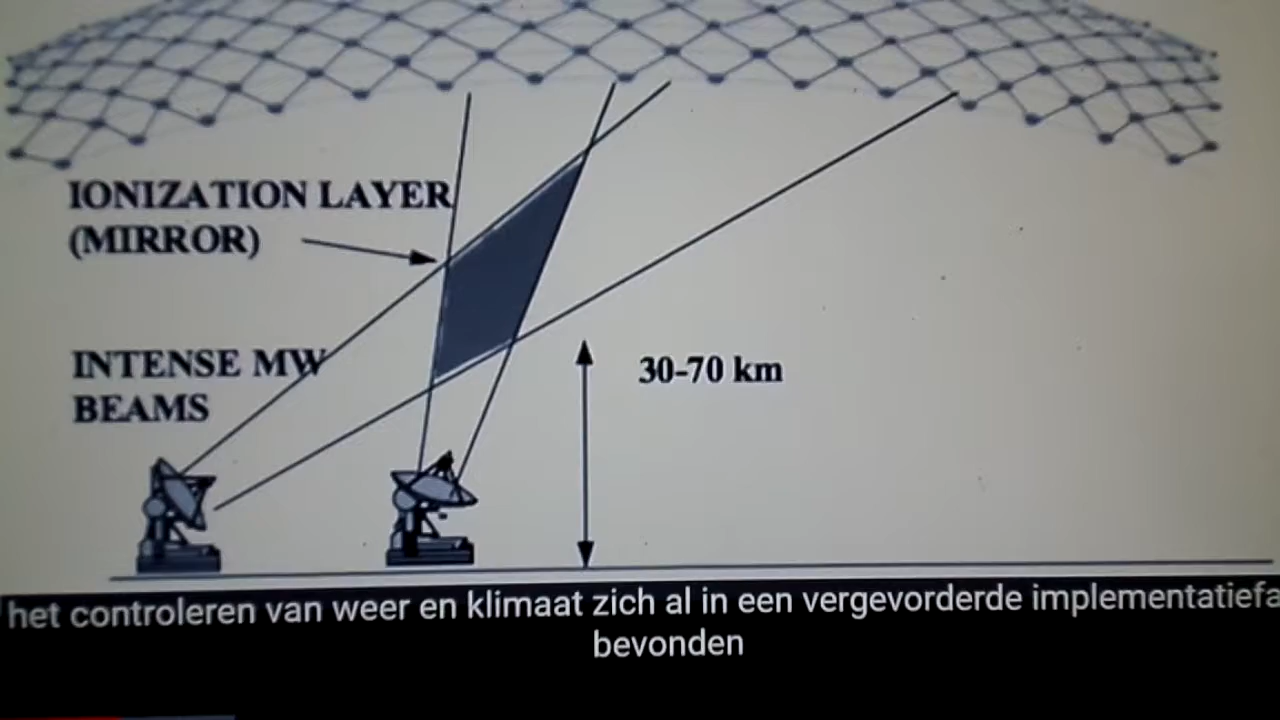 IONIZATION LAYER
(MIRROR)
INTENSE MW
BEAMS
30-70 km
het controleren van weer en klimaat zich al in een vergevorderde implementatiefa
bevonden